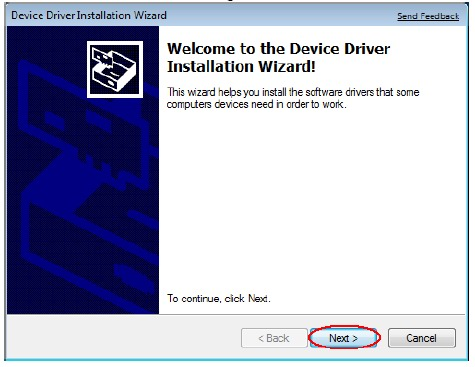 Device Driver Installation Wizard
Send Feedback
Welcome to the Device Driver
Installation Wizard!
This wizard helps you install the software drivers that some
computers devices need in order to work.
To continue, click Next.
< Back
Next >
Cancel